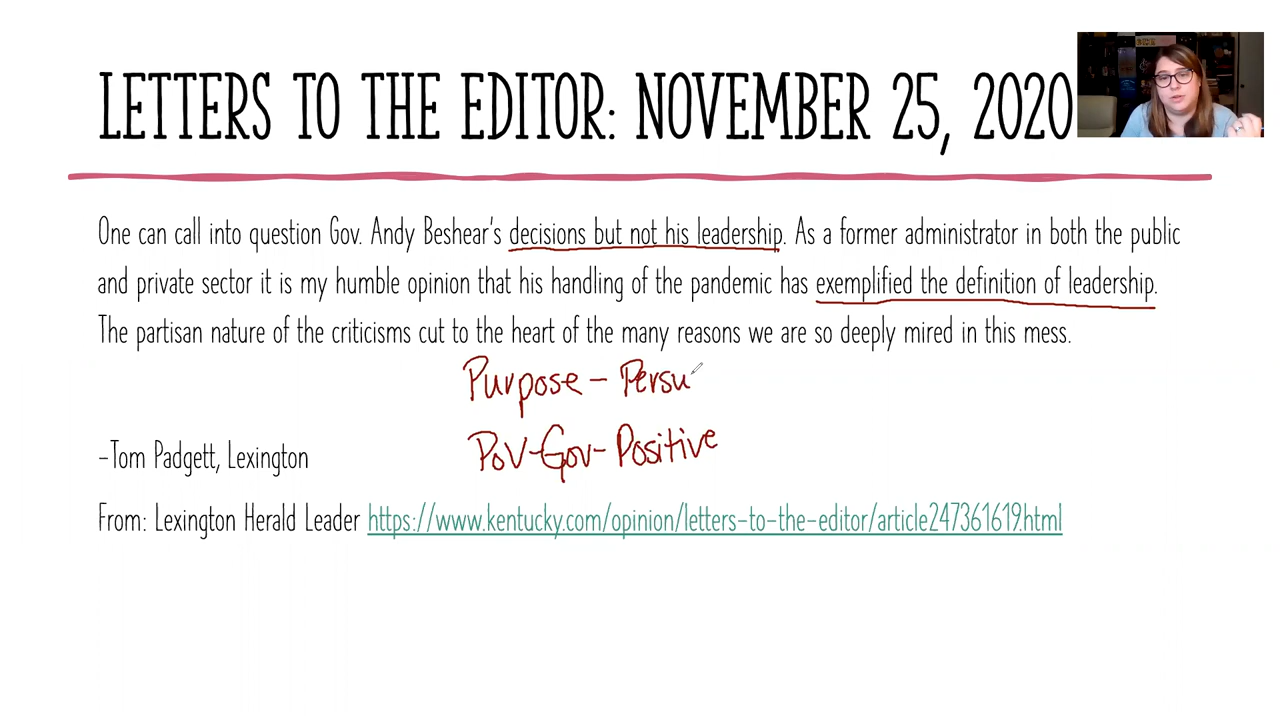 LETTERS TO THE EDITOR: NOVEMBER 25, 2020
One can call into question Gov. Andy Beshear's decisions but not his leadership. As a former administrator in both the public
and private sector it is my humble opinion that his handling of the pandemic has exemplified the definition of leadership.
The partisan nature of the criticisms cut to the heart of the many reasons we are so deeply mired in this mess.
Purpose - Persu
PoV-Gov- Positive
-Tom Padgett, Lexington
From: Lexington Herald Leader https://www.kentucky.com/opinion/letters-to-the-editor/article247361619.html